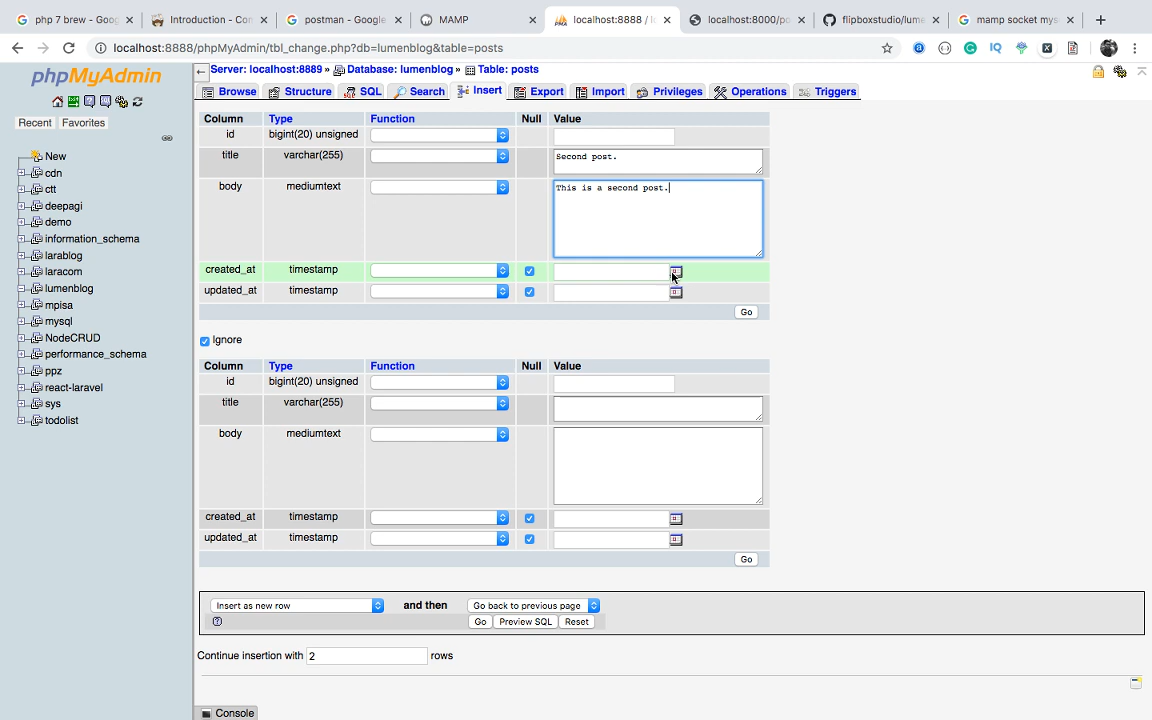 php 7 brew - Goo
Introduction - Con
postman - Google
MAMP
localhost:8888 / l
localhost:8000/po
flipboxstudio/lume
mamp socket mys
localhost:8888/phpMyAdmin/tbl_change.php?db=lumenblog&table=posts
phpMyAdmin
Recent Favorites
New
cdn
ctt
deepagi
demo
information_schema
larablog
laracom
lumenblog
mpisa
mysql
NodeCRUD
performance_schema
ppz
react-laravel
sys
todolist
Server: localhost:8889 » Database: lumenblog » Table: posts
Browse Structure SQL Search Insert Export Import Privileges Operations Triggers
Column Type Function Null Value
id bigint(20) unsigned
title varchar(255) Second post.
body mediumtext This is a second post.
created_at timestamp
updated_at timestamp
Go
Ignore
Column Type Function Null Value
id bigint(20) unsigned
title varchar(255)
body mediumtext
created_at timestamp
updated_at timestamp
Go
Insert as new row and then Go back to previous page
Go Preview SQL Reset
Continue insertion with 2 rows
Console